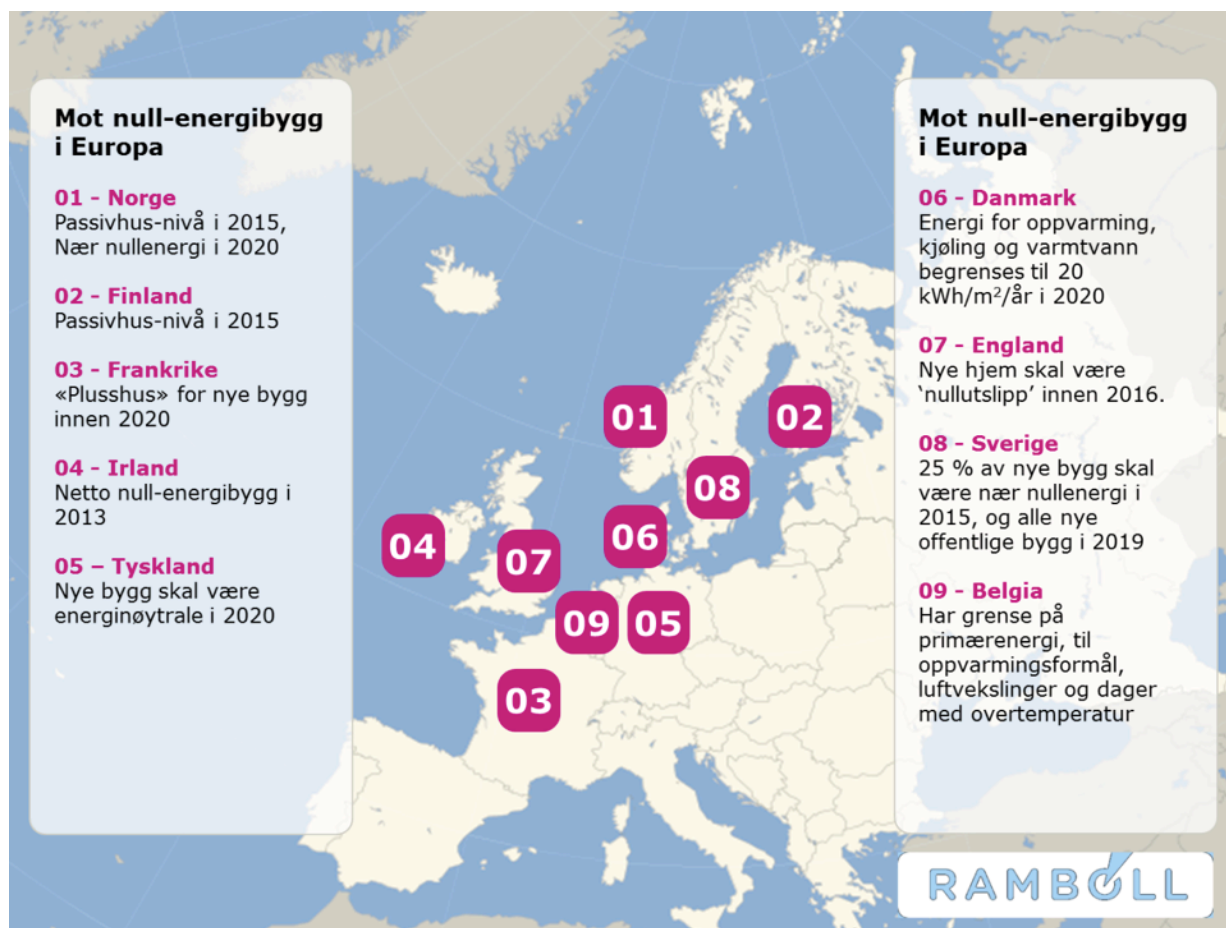 Mot null-energibygg
i Europa
01 - Norge
Passivhus-nivå i 2015,
Nær nullenergi i 2020
02 - Finland
Passivhus-nivå i 2015
03 - Frankrike
«Plusshus» for nye bygg
innen 2020
04 - Irland
Netto null-energibygg i
2013
05 – Tyskland
Nye bygg skal være
energinøytrale i 2020
01
02
08
06
04
07
09
05
03
Mot null-energibygg
i Europa
06 - Danmark
Energi for oppvarming,
kjøling og varmtvann
begrenses til 20
kWh/m²/år i 2020
07 - England
Nye hjem skal være
‘nullutslipp’ innen 2016.
08 - Sverige
25 % av nye bygg skal
være nær nullenergi i
2015, og alle nye
offentlige bygg i 2019
09 - Belgia
Har grense på
primærenergi, til
oppvarmingsformål,
luftvekslinger og dager
med overtemperatur
RAMBØLL